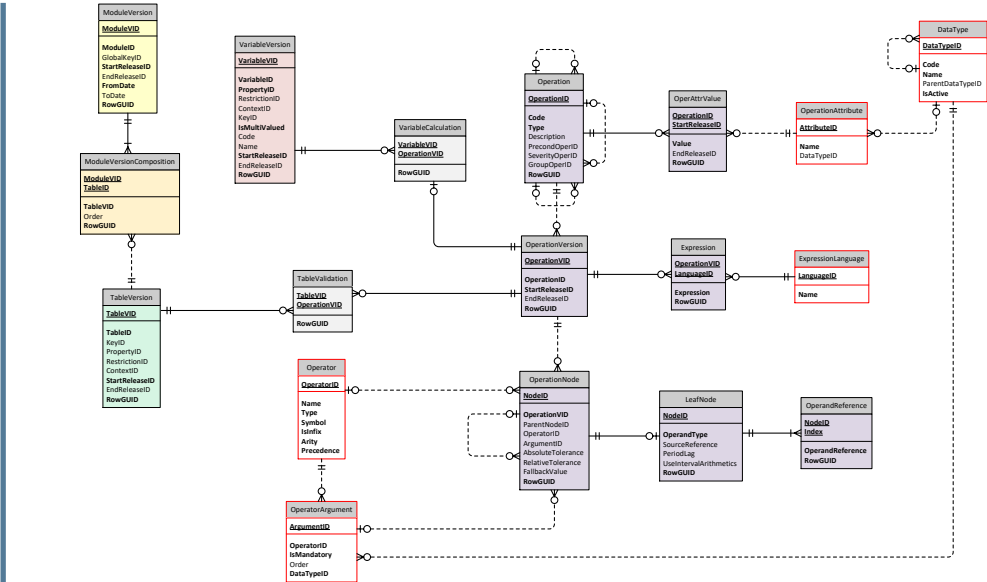 ModuleVersion
ModuleVID
ModuleID
GlobalKeyID
StartReleaseID
EndReleaseID
FromDate
ToDate
RowGUID
VariableVersion
VariableVID
VariableID
PropertyID
RestrictionID
ContextID
KeyID
IsMultiValued
Code
Name
StartReleaseID
EndReleaseID
RowGUID
Operation
OperationID
Code
Type
Description
PrecondOperID
SeverityOperID
GroupOperID
RowGUID
OperAttrValue
OperationID
StartReleaseID
Value
EndReleaseID
RowGUID
OperationAttribute
AttributeID
Name
DataTypeID
DataType
DataTypeID
Code
Name
ParentDataTypeID
IsActive
VariableCalculation
VariableVID
OperationVID
RowGUID
ModuleVersionComposition
ModuleVID
TableID
TableVID
Order
RowGUID
OperationVersion
OperationVID
OperationID
StartReleaseID
EndReleaseID
RowGUID
Expression
OperationVID
LanguageID
Expression
RowGUID
ExpressionLanguage
LanguageID
Name
TableValidation
TableVID
OperationVID
RowGUID
TableVersion
TableVID
TableID
KeyID
PropertyID
RestrictionID
ContextID
StartReleaseID
EndReleaseID
RowGUID
Operator
OperatorID
Name
Type
Symbol
IsInfix
Arity
Precedence
OperationNode
NodeID
OperationVID
ParentNodeID
OperatorID
ArgumentID
AbsoluteTolerance
RelativeTolerance
FallbackValue
RowGUID
LeafNode
NodeID
OperandType
SourceReference
PeriodLag
UseIntervalArithmetics
RowGUID
OperandReference
NodeID
Index
OperandReference
RowGUID
OperatorArgument
ArgumentID
OperatorID
IsMandatory
Order
DataTypeID